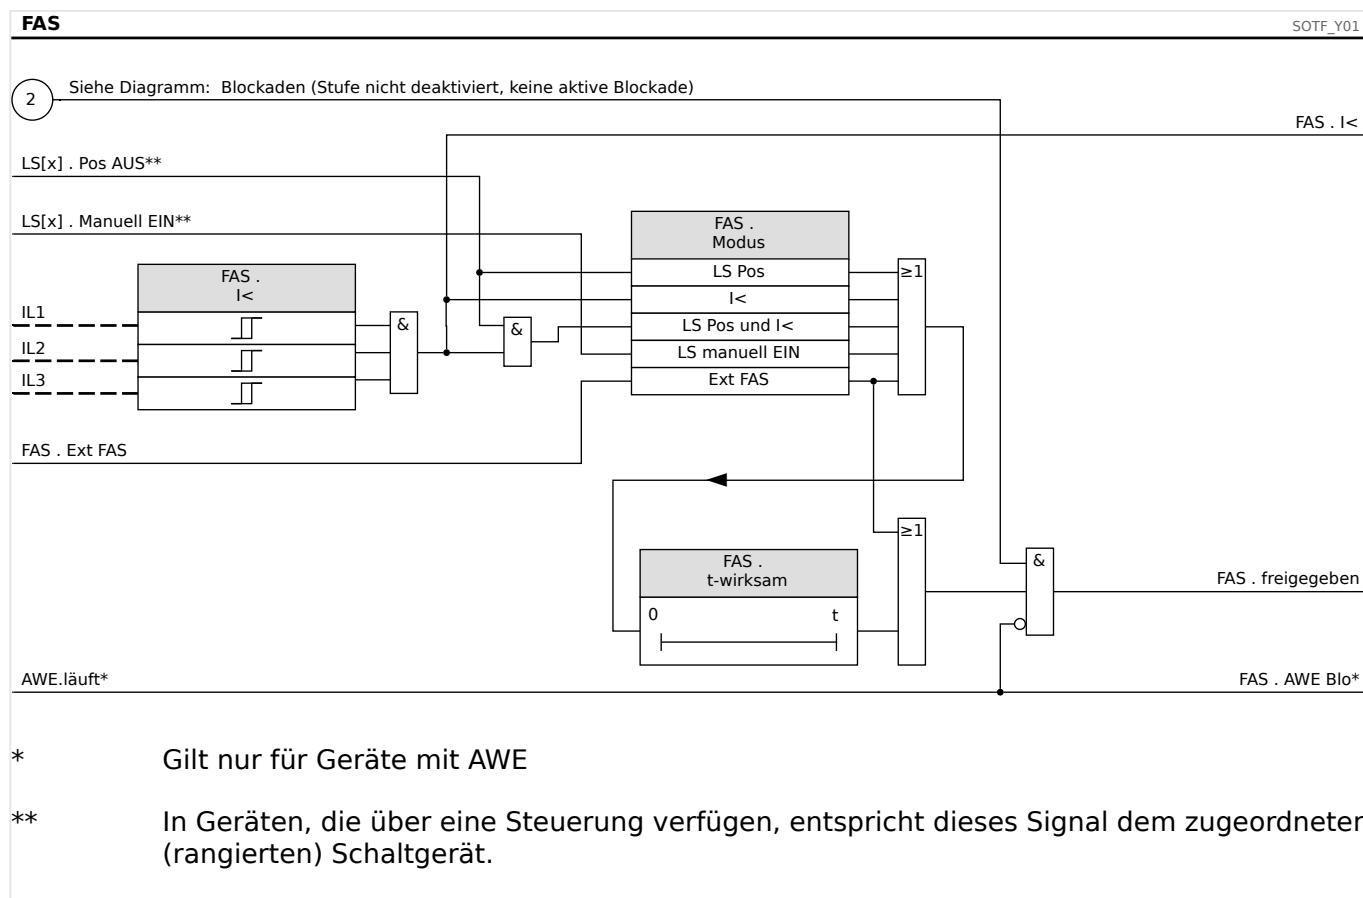 FAS
SOTF_Y01
2
Siehe Diagramm: Blockaden (Stufe nicht deaktiviert, keine aktive Blockade)
FAS . I<
LS[x] . Pos AUS**
LS[x] . Manuell EIN**
FAS .
Modus
LS Pos
I<
LS Pos und I<
LS manuell EIN
Ext FAS
≥1
FAS .
I<
IL1
IL2
IL3
&
&
FAS . Ext FAS
≥1
FAS .
t-wirksam
0
t
&
FAS . freigegeben
AWE.läuft*
FAS . AWE Blo*
* Gilt nur für Geräte mit AWE
** In Geräten, die über eine Steuerung verfügen, entspricht dieses Signal dem zugeordneten
(rangierten) Schaltgerät.